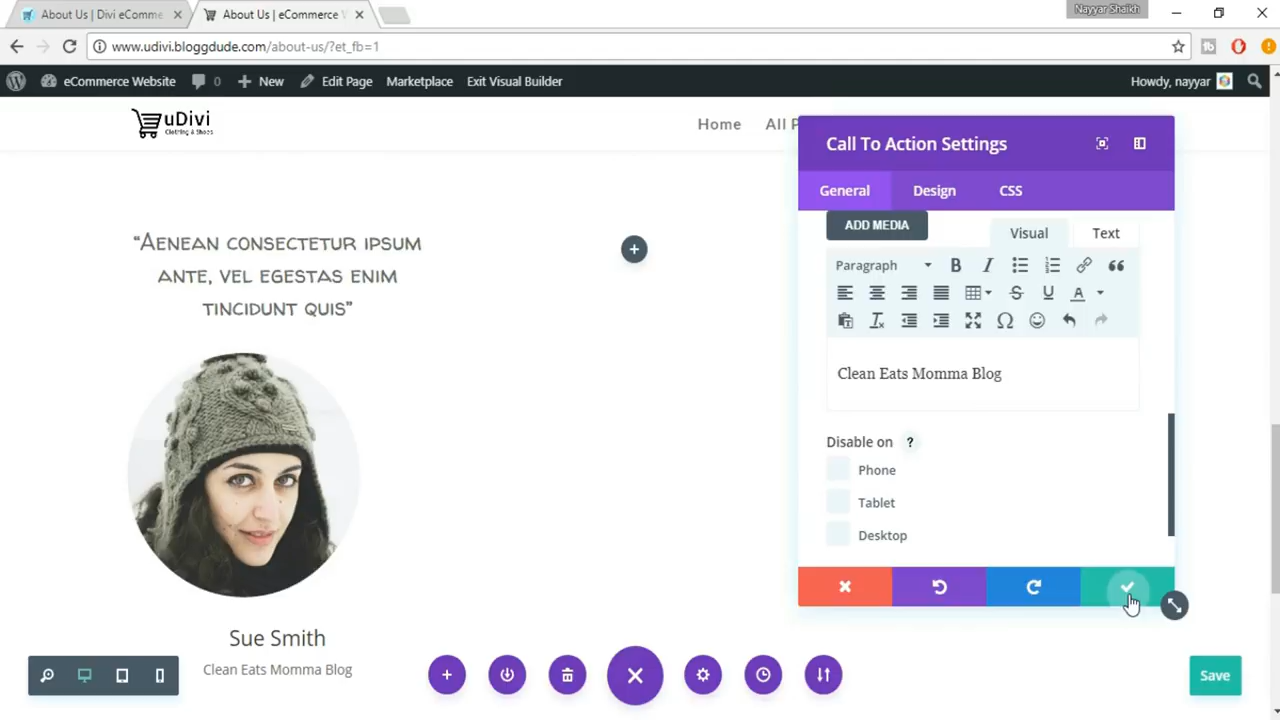 Nayyar Shaikh
About Us | Divi eComme
About Us | eCommerce
www.udivi.bloggdude.com/about-us/?et_fb=1
eCommerce Website 0 New Edit Page Marketplace Exit Visual Builder Howdy, nayyar
uDivi
Clothing & Shoes
Home All P
Call To Action Settings
General Design CSS
ADD MEDIA Visual Text
Paragraph
Clean Eats Momma Blog
Disable on ?
Phone
Tablet
Desktop
“Aenean consectetur ipsum
ante, vel egestas enim
tincidunt quis”
Sue Smith
Clean Eats Momma Blog
Save